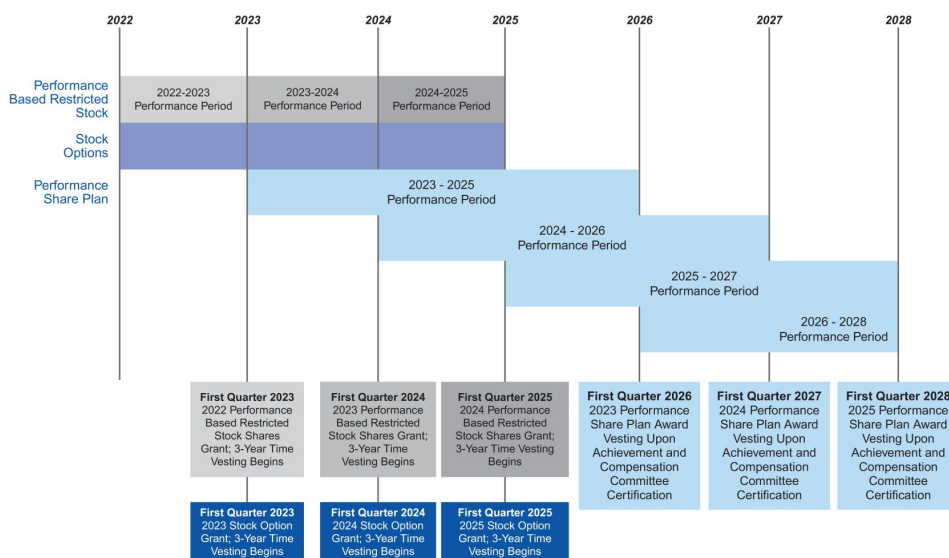 2022 2023 2024 2025 2026 2027 2028
Performance
Based Restricted
Stock
2022-2023
Performance Period
2023-2024
Performance Period
2024-2025
Performance Period
Stock
Options
Performance
Share Plan
2023 - 2025
Performance Period
2024 - 2026
Performance Period
2025 - 2027
Performance Period
2026 - 2028
Performance Period
First Quarter 2023
2022 Performance
Based Restricted
Stock Shares
Grant; 3-Year Time
Vesting Begins
First Quarter 2024
2023 Performance
Based Restricted
Stock Shares Grant;
3-Year Time
Vesting Begins
First Quarter 2025
2024 Performance
Based Restricted
Stock Shares Grant;
3-Year Time Vesting
Begins
First Quarter 2026
2023 Performance
Share Plan Award
Vesting Upon
Achievement and
Compensation
Committee
Certification
First Quarter 2027
2024 Performance
Share Plan Award
Vesting Upon
Achievement and
Compensation
Committee
Certification
First Quarter 2028
2025 Performance
Share Plan Award
Vesting Upon
Achievement and
Compensation
Committee
Certification
First Quarter 2023
2023 Stock Option
Grant; 3-Year Time
Vesting Begins
First Quarter 2024
2024 Stock Option
Grant; 3-Year Time
Vesting Begins
First Quarter 2025
2025 Stock Option
Grant; 3-Year Time
Vesting Begins